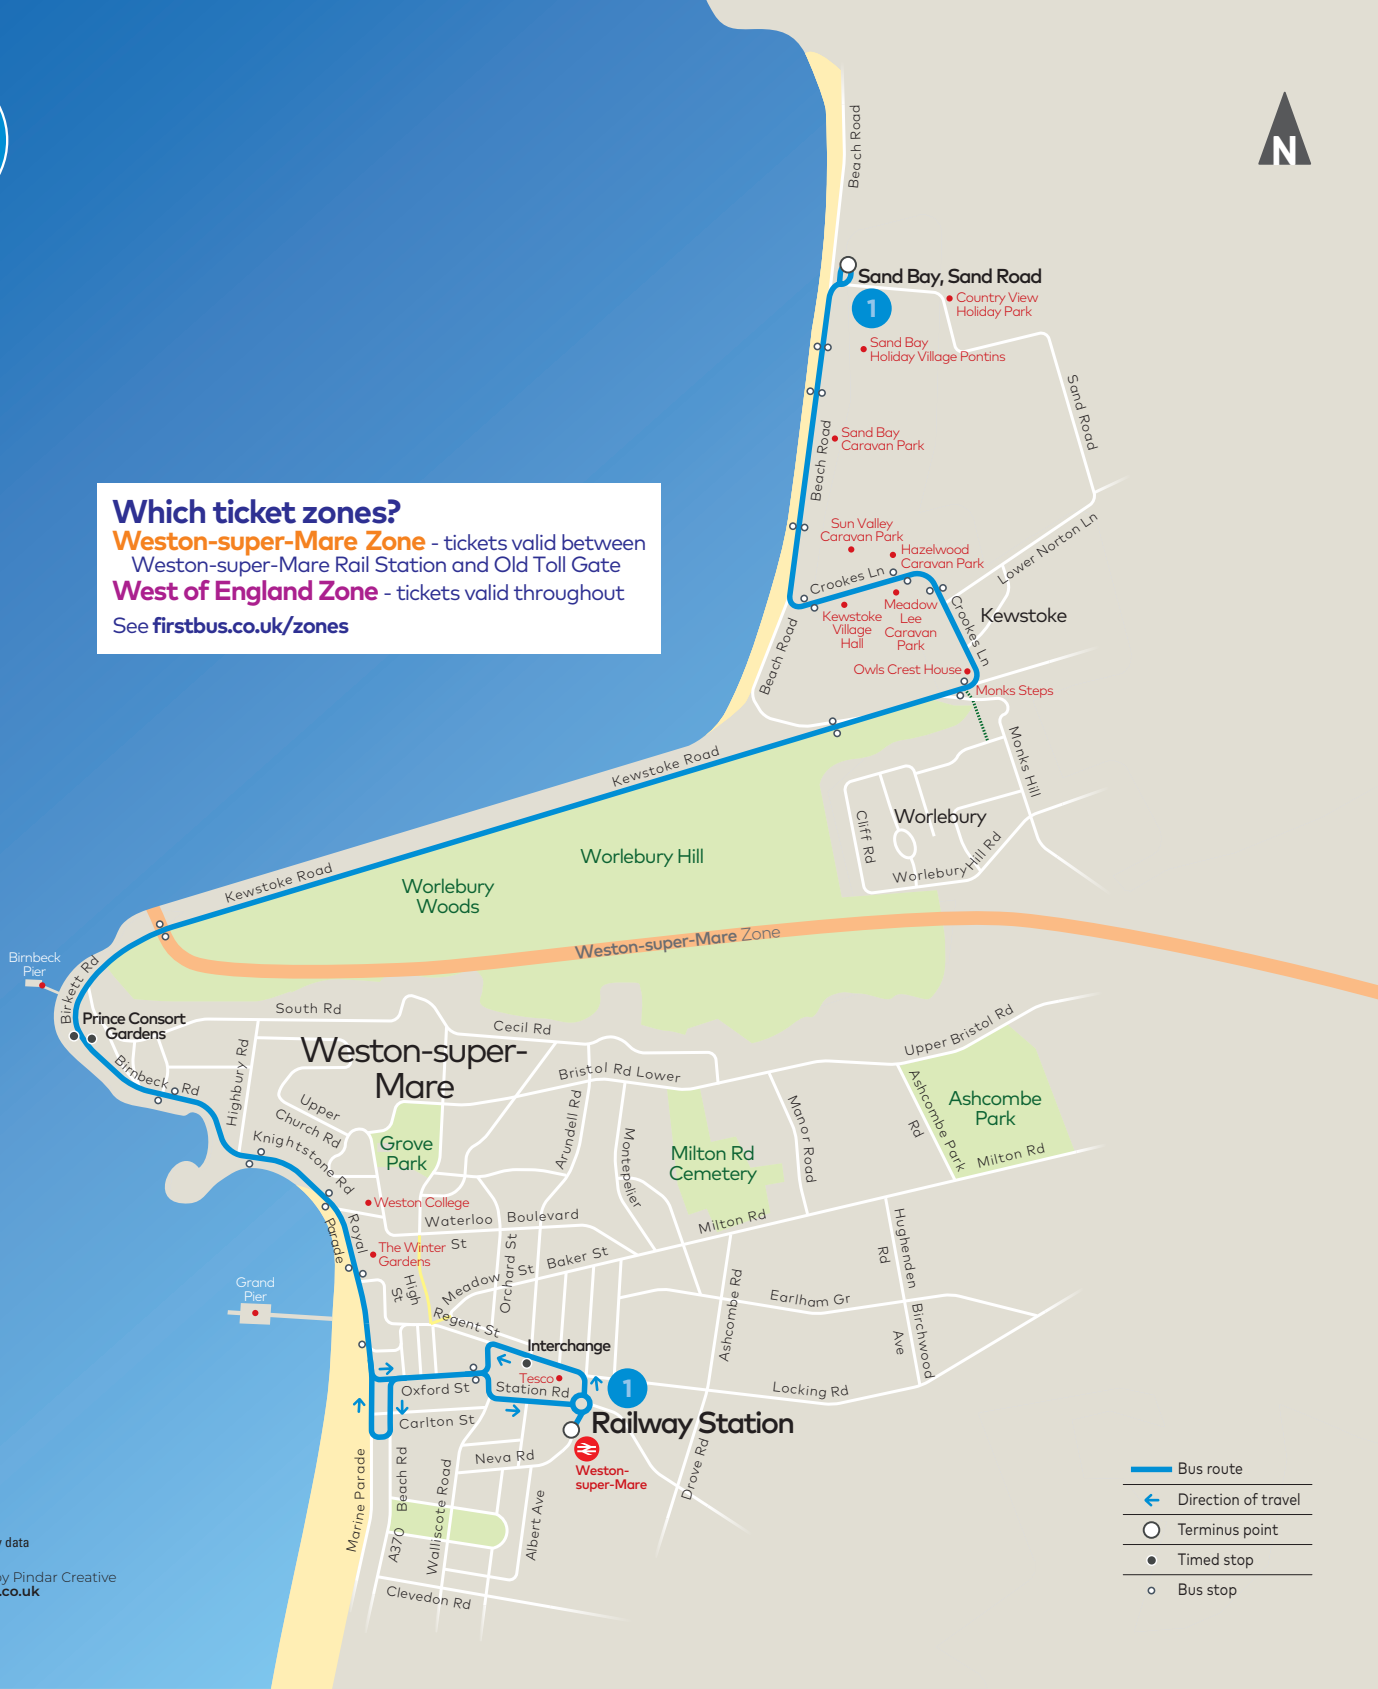 Beach Road
N
Sand Bay, Sand Road
1
Country View
Holiday Park
Sand Bay
Holiday Village Pontins
Sand Road
Sand Bay
Caravan Park
Beach Road
Which ticket zones?
Weston-super-Mare Zone - tickets valid between
Weston-super-Mare Rail Station and Old Toll Gate
West of England Zone - tickets valid throughout
See firstbus.co.uk/zones
Sun Valley
Caravan Park
Hazelwood
Caravan Park
Lower Norton Ln
Crookes Ln
Kewstoke
Village
Hall
Meadow
Lee
Caravan
Park
Crookes Ln
Kewstoke
Beach Road
Owls Crest House
Monks Steps
Monks Hill
Kewstoke Road
Worlebury
Cliff Rd
Worlebury Hill Rd
Worlebury Hill
Kewstoke Road
Worlebury
Woods
Weston-super-Mare Zone
Birnbeck
Pier
Birkett Rd
Prince Consort
Gardens
South Rd
Cecil Rd
Weston-super-
Mare
Upper Bristol Rd
Bristol Rd Lower
Birnbeck Rd
Highbury Rd
Upper
Church Rd
Arundell Rd
Manor Road
Ashcombe Park
Rd
Ashcombe
Park
Knightstone Rd
Grove
Park
Montepelier
Milton Rd
Cemetery
Milton Rd
Weston College
Royal
Parade
Waterloo
St
Boulevard
Milton Rd
Hughenden
Rd
The Winter
Gardens
High
St
Meadow St
Orchard St
Baker St
Grand
Pier
Ashcombe Rd
Earlham Gr
Birchwood
Ave
Regent St
Interchange
Tesco
Station Rd
1
Oxford St
Locking Rd
Carlton St
Railway Station
Weston-
super-Mare
Neva Rd
Drove Rd
Marine Parade
Beach Rd
A370
Walliscote Road
Albert Ave
Clevedon Rd
Bus route
Direction of travel
Terminus point
Timed stop
Bus stop
data
by Pindar Creative
.co.uk